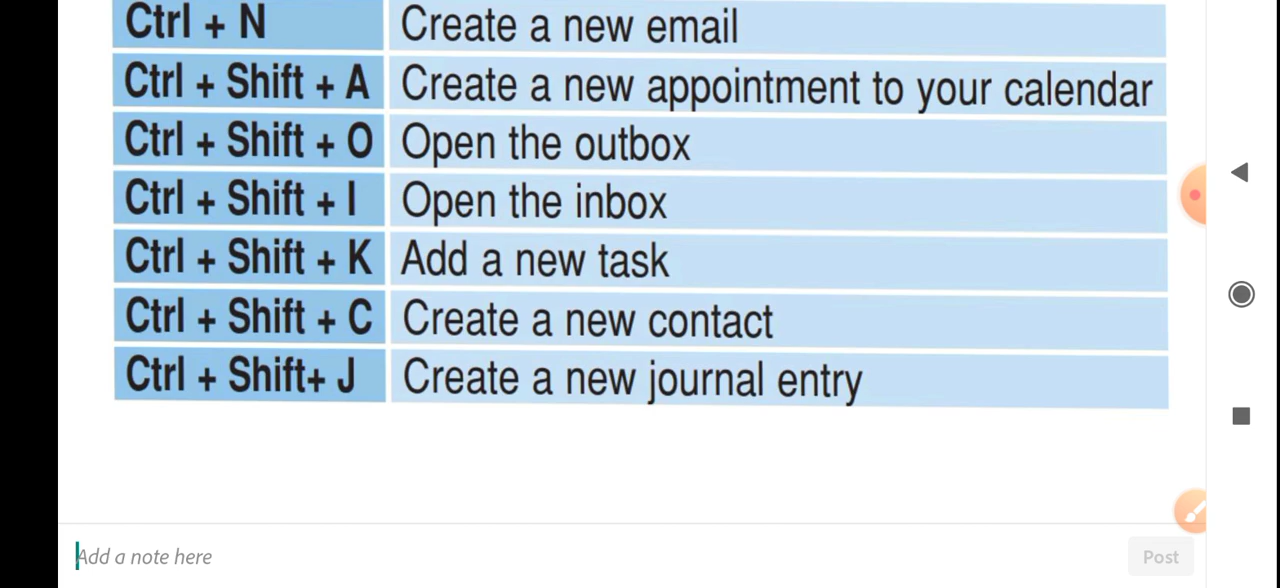 Ctrl + N Create a new email
Ctrl + Shift + A Create a new appointment to your calendar
Ctrl + Shift + O Open the outbox
Ctrl + Shift + I Open the inbox
Ctrl + Shift + K Add a new task
Ctrl + Shift + C Create a new contact
Ctrl + Shift+ J Create a new journal entry
Add a note here
Post